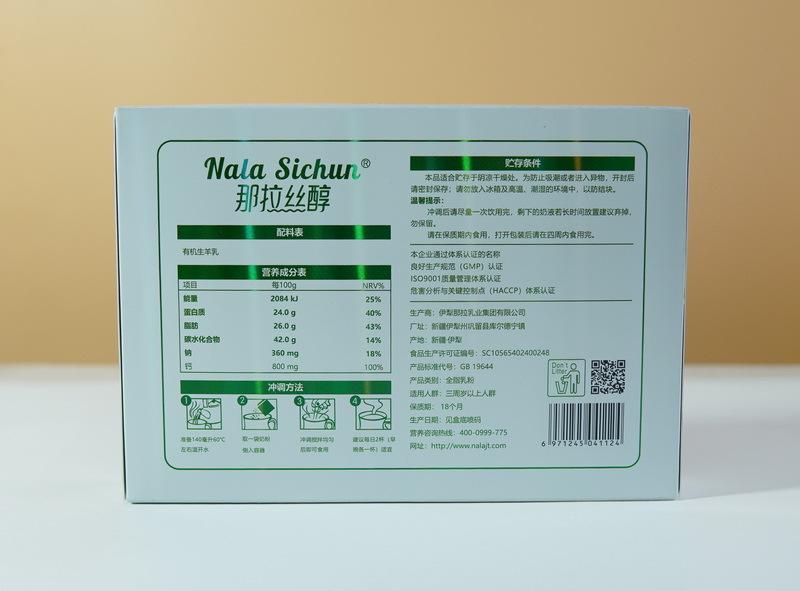 Nala Sichun®
那拉丝醇
配料表
有机生羊乳
营养成分表
项目 每100g NRV%
能量 2084 kJ 25%
蛋白质 24.0 g 40%
脂肪 26.0 g 43%
碳水化合物 42.0 g 14%
钠 360 mg 18%
钙 800 mg 100%
冲调方法
1 2 3 4
准备140毫升60℃
左右温开水
取一袋奶粉
倒入容器
冲调搅拌均匀
后即可食用
建议每日2杯（早
晚各一杯）适宜
贮存条件
本品适合贮存于阴凉干燥处。为防止吸潮或者进入异物，开封后
请密封保存；请勿放入冰箱及高温、潮湿的环境中，以防结块。
温馨提示：
冲调后请尽量一次饮用完，剩下的奶液若长时间放置建议弃掉，
勿保留。
请在保质期内食用，打开包装后请在四周内食用完。
本企业通过体系认证的名称
良好生产规范（GMP）认证
ISO9001质量管理体系认证
危害分析与关键控制点（HACCP）体系认证
生产商：伊犁那拉乳业集团有限公司
厂址：新疆伊犁州巩留县库尔德宁镇
产地：新疆·伊犁
食品生产许可证编号：SC10565402400248
产品标准代号：GB 19644
产品类别：全脂乳粉
适用人群：三周岁以上人群
保质期：18个月
生产日期：见盒底喷码
营养咨询热线：400-0999-775
网址：http://www.nalajt.com
Don't
Litter
6 971245 041124